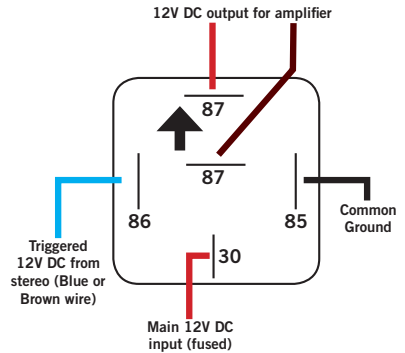 12V DC output for amplifier
87
87
86
85
30
Common
Ground
Triggered
12V DC from
stereo (Blue or
Brown wire)
Main 12V DC
input (fused)